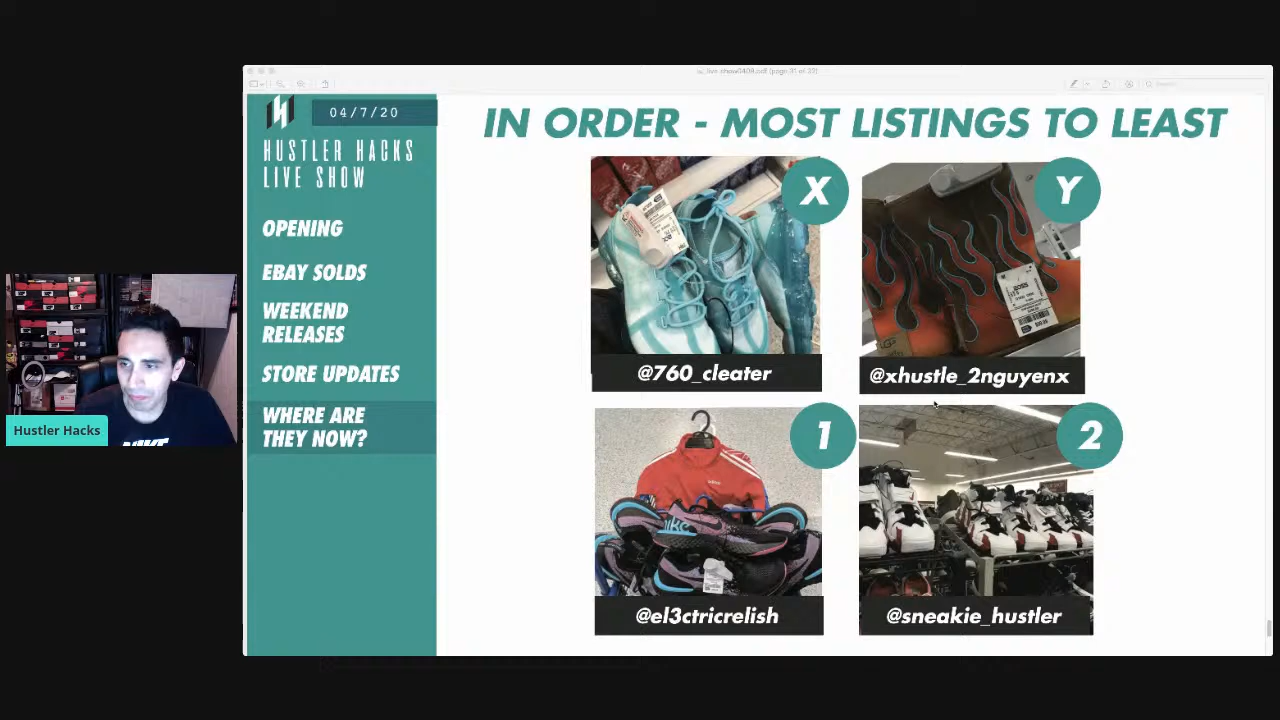 04/7/20
HUSTLER HACKS
LIVE SHOW
OPENING
EBAY SOLDS
WEEKEND
RELEASES
STORE UPDATES
WHERE ARE
THEY NOW?
Hustler Hacks
IN ORDER - MOST LISTINGS TO LEAST
X
@760_cleater
Y
@xhustle_2nguyenx
1
@el3ctricrelish
2
@sneakie_hustler